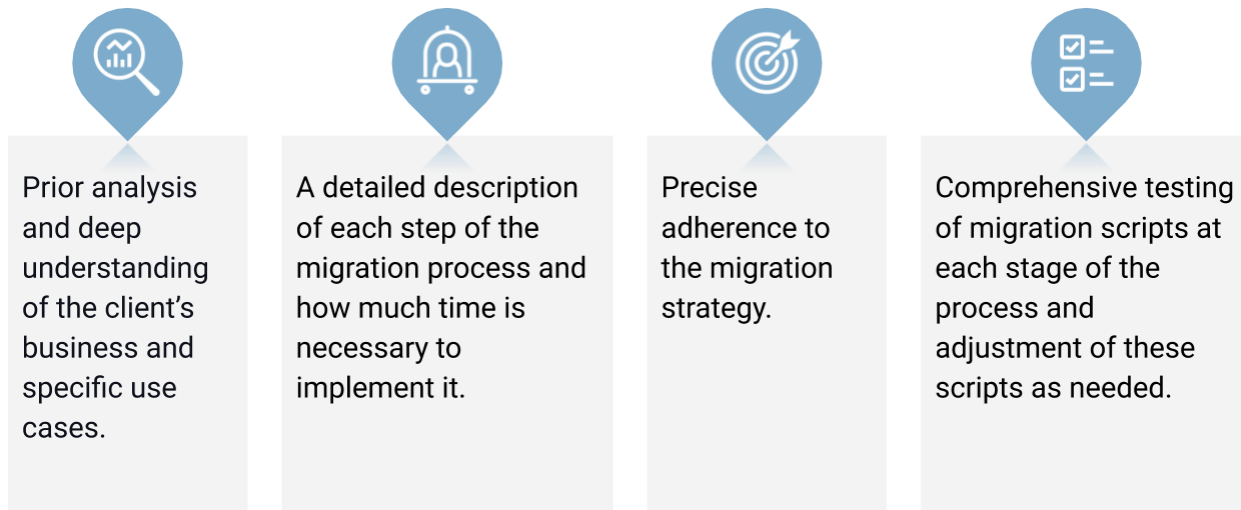 Prior analysis
and deep
understanding
of the client’s
business and
specific use
cases.
A detailed description
of each step of the
migration process and
how much time is
necessary to
implement it.
Precise
adherence to
the migration
strategy.
Comprehensive testing
of migration scripts at
each stage of the
process and
adjustment of these
scripts as needed.